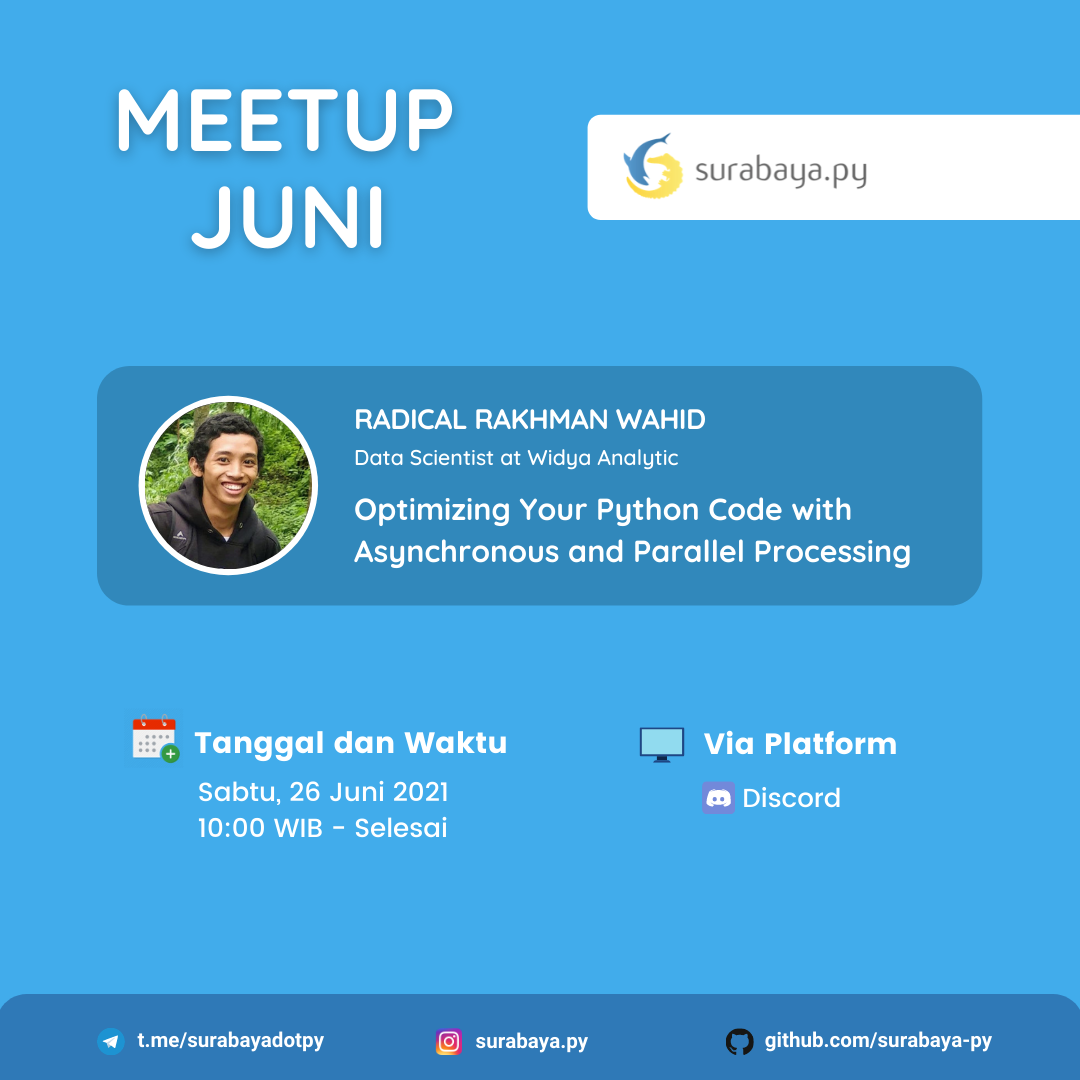 MEETUP
JUNI
surabaya.py
RADICAL RAKHMAN WAHID
Data Scientist at Widya Analytic
Optimizing Your Python Code with
Asynchronous and Parallel Processing
Tanggal dan Waktu
Sabtu, 26 Juni 2021
10:00 WIB - Selesai
Via Platform
Discord
t.me/surabayadotpy
surabaya.py
github.com/surabaya-py